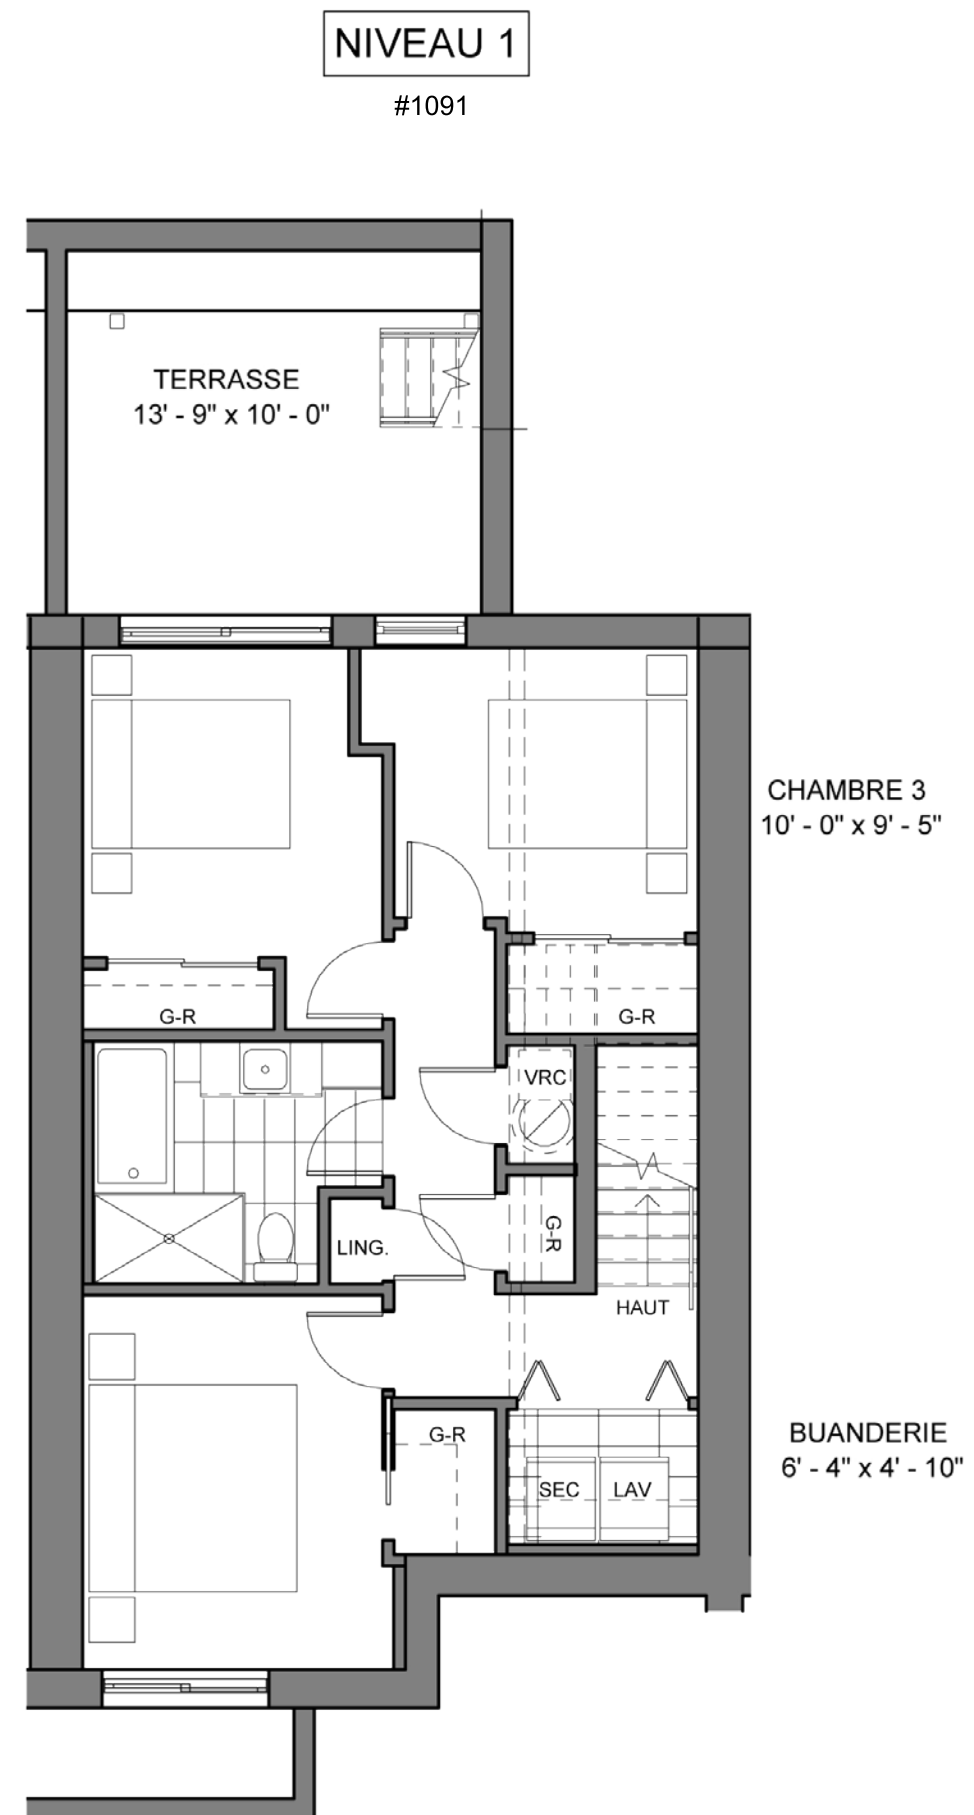 NIVEAU 1
#1091
TERRASSE
13' - 9" x 10' - 0"
CHAMBRE 3
10' - 0" x 9' - 5"
G-R
G-R
VRC
G-R
LING.
HAUT
G-R
BUANDERIE
6' - 4" x 4' - 10"
SEC
LAV